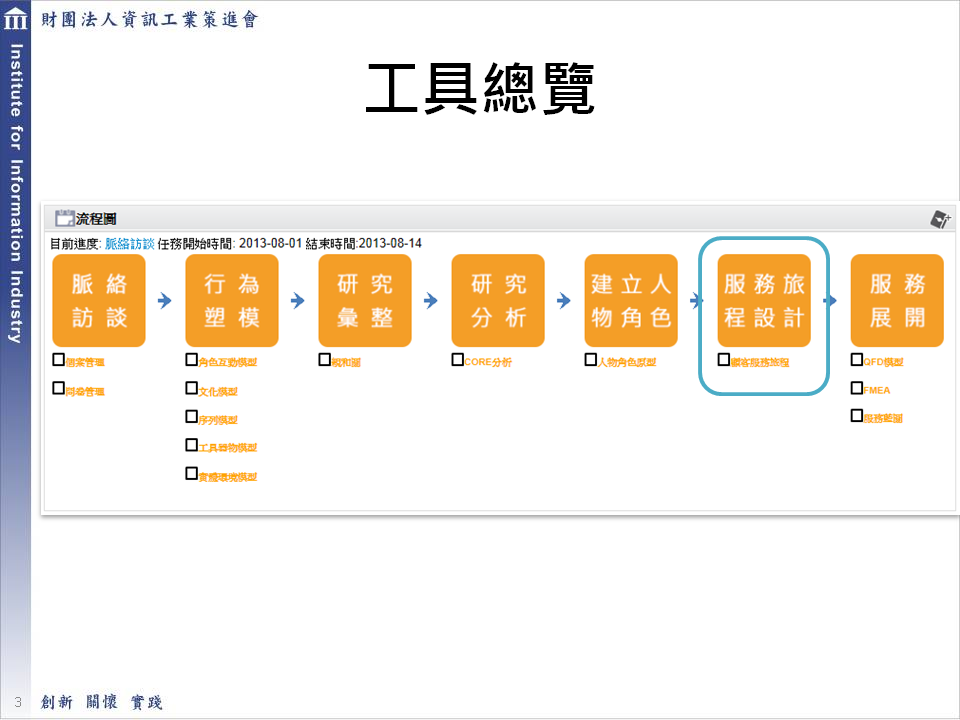 財團法人資訊工業策進會
Institute for Information Industry
工具總覽
流程圖
目前進度: 脈絡訪談 任務開始時間: 2013-08-01 結束時間:2013-08-14
脈絡
訪談
個案管理
問卷管理
行為
塑模
角色互動模型
文化模型
序列模型
工具器物模型
實體環境模型
研究
彙整
親和圖
研究
分析
CORE分析
建立人
物角色
人物角色忍型
服務旅
程設計
顧客服務旅程
服務
展開
QFD模型
FMEA
服務藍圖
3
創新 關懷 實踐